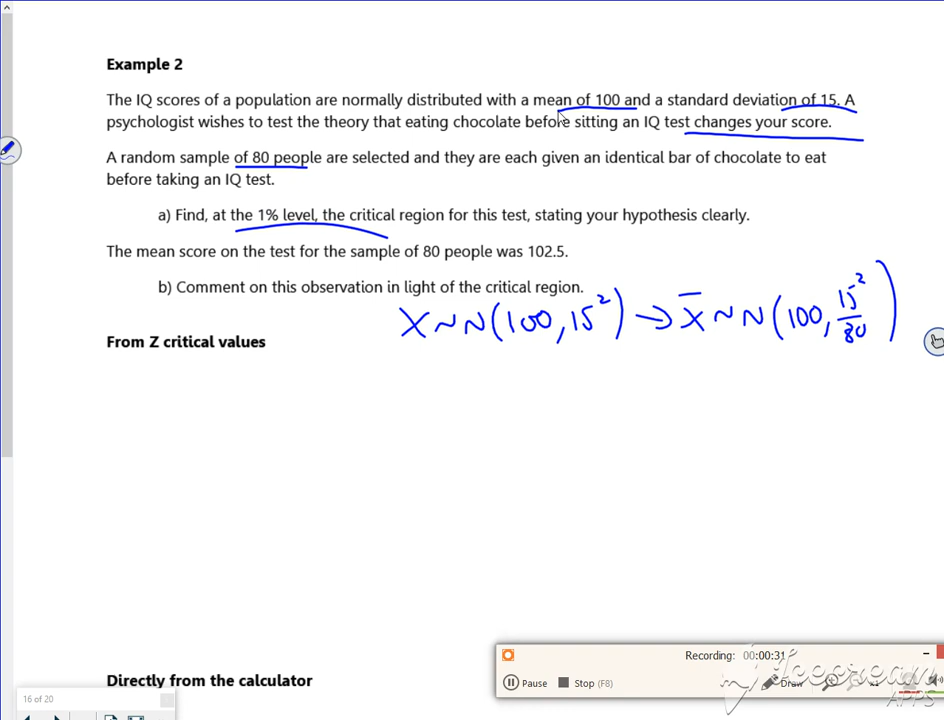 Example 2
The IQ scores of a population are normally distributed with a mean of 100 and a standard deviation of 15. A
psychologist wishes to test the theory that eating chocolate before sitting an IQ test changes your score.
A random sample of 80 people are selected and they are each given an identical bar of chocolate to eat
before taking an IQ test.
a) Find, at the 1% level, the critical region for this test, stating your hypothesis clearly.
The mean score on the test for the sample of 80 people was 102.5.
b) Comment on this observation in light of the critical region.
X ~ N(100, 15²) → X̄ ~ N(100, 15²/80)
From Z critical values
Directly from the calculator
Recording: 00:00:31
Pause Stop (F8) Draw x1
Icecream
APPS
16 of 20